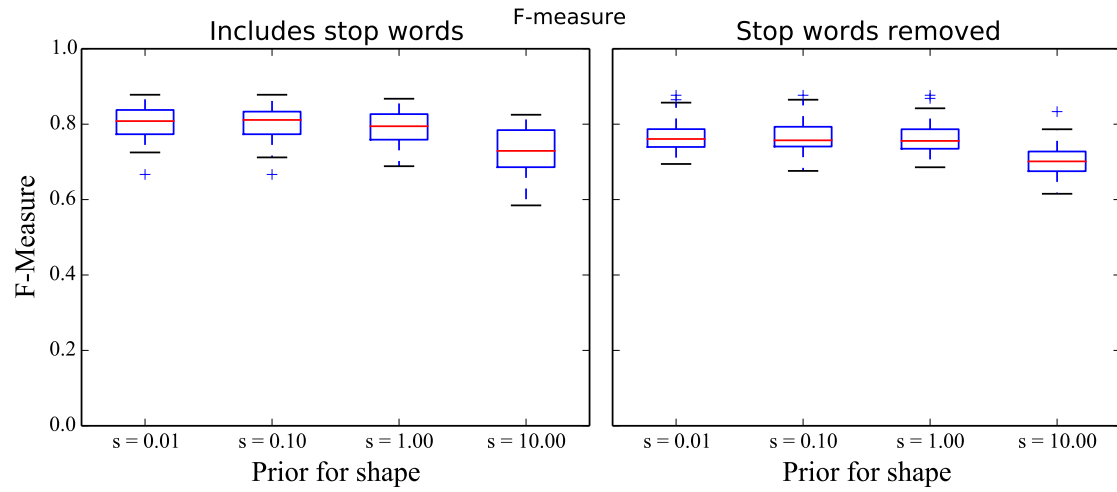 F-measure
Includes stop words
Stop words removed
F-Measure
1.0
0.8
0.6
0.4
0.2
0.0
s = 0.01 s = 0.10 s = 1.00 s = 10.00
s = 0.01 s = 0.10 s = 1.00 s = 10.00
Prior for shape
Prior for shape